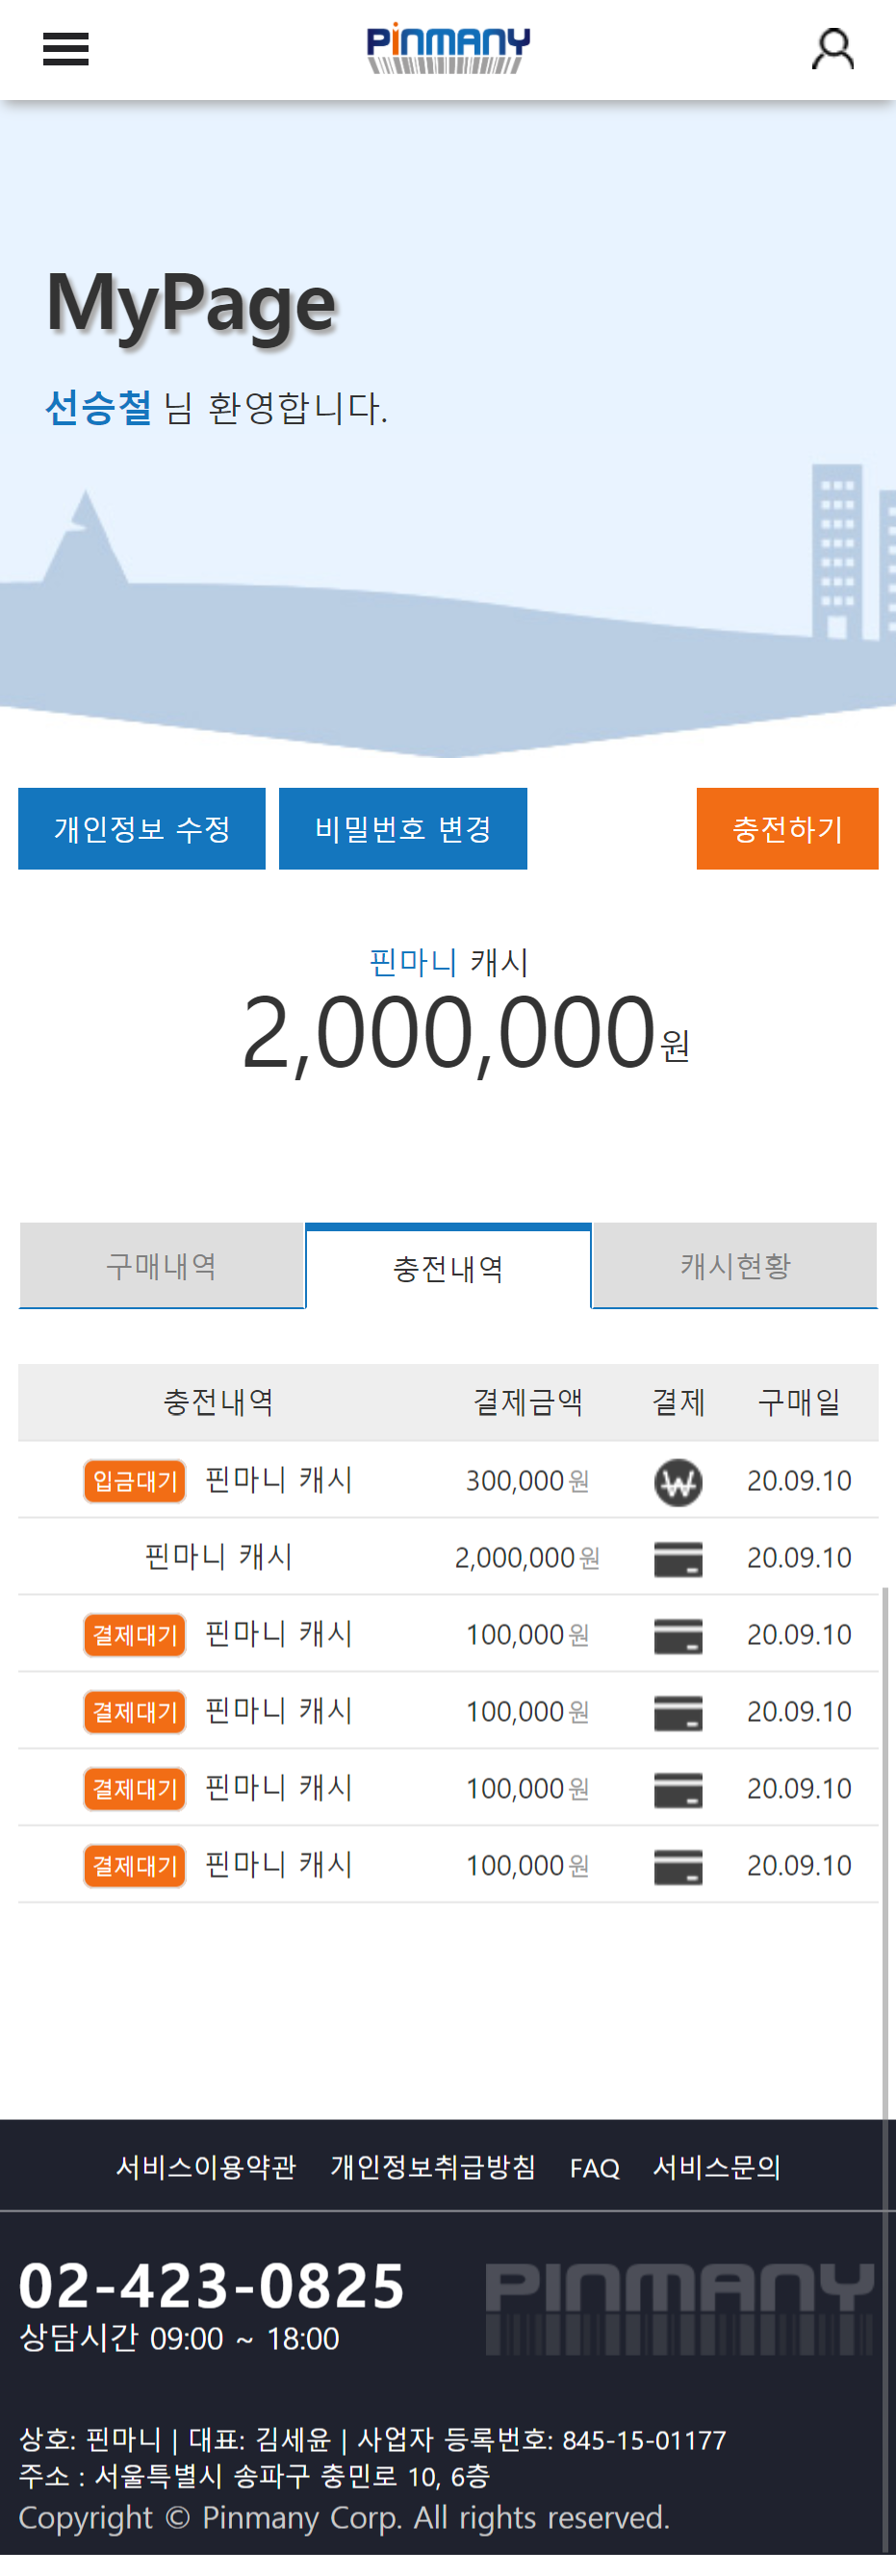 PINMANY
MyPage
선승철 님 환영합니다.
개인정보 수정 비밀번호 변경 충전하기
핀마니 캐시
2,000,000원
구매내역 충전내역 캐시현황
충전내역 결제금액 결제 구매일
입금대기 핀마니 캐시 300,000원 20.09.10
핀마니 캐시 2,000,000원 20.09.10
결제대기 핀마니 캐시 100,000원 20.09.10
결제대기 핀마니 캐시 100,000원 20.09.10
결제대기 핀마니 캐시 100,000원 20.09.10
결제대기 핀마니 캐시 100,000원 20.09.10
서비스이용약관 개인정보취급방침 FAQ 서비스문의
02-423-0825 PINMANY
상담시간 09:00 ~ 18:00
상호: 핀마니 | 대표: 김세윤 | 사업자 등록번호: 845-15-01177
주소 : 서울특별시 송파구 충민로 10, 6층
Copyright © Pinmany Corp. All rights reserved.